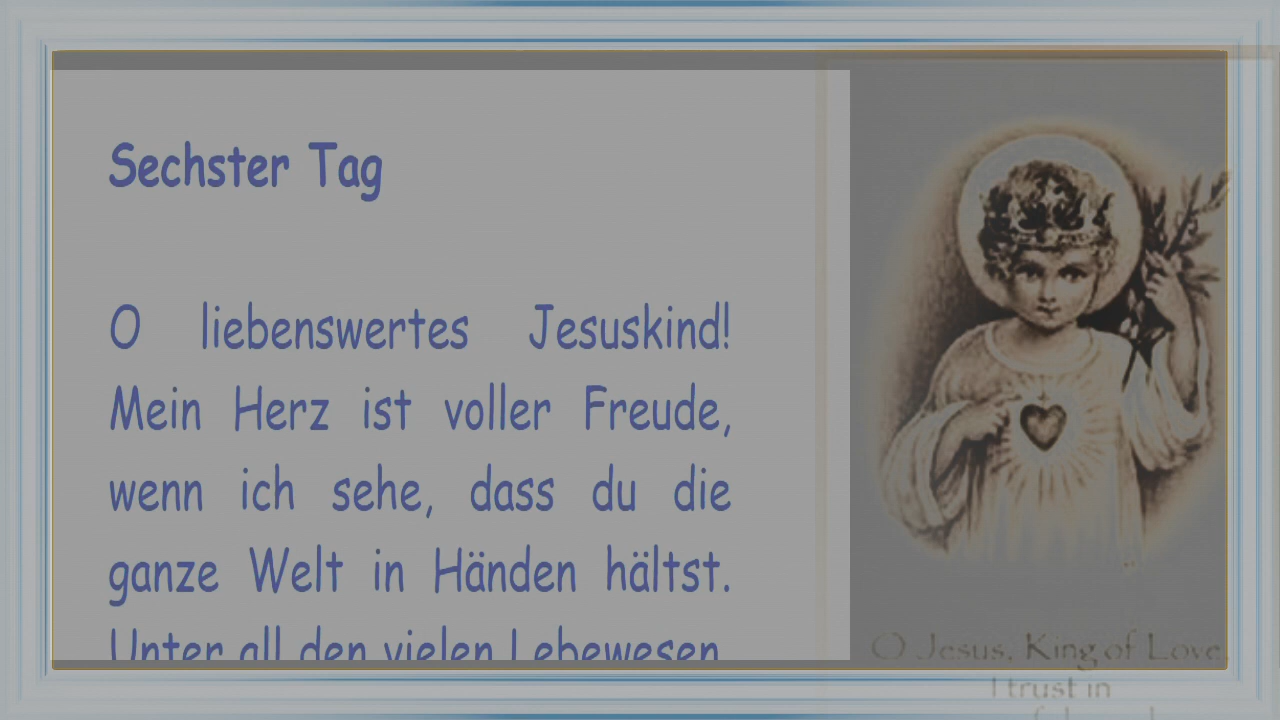 Sechster Tag
O liebenswertes Jesuskind!
Mein Herz ist voller Freude,
wenn ich sehe, dass du die
ganze Welt in Händen hältst.
Unter all den vielen Lebewesen
O Jesus, King of Love,
I trust in